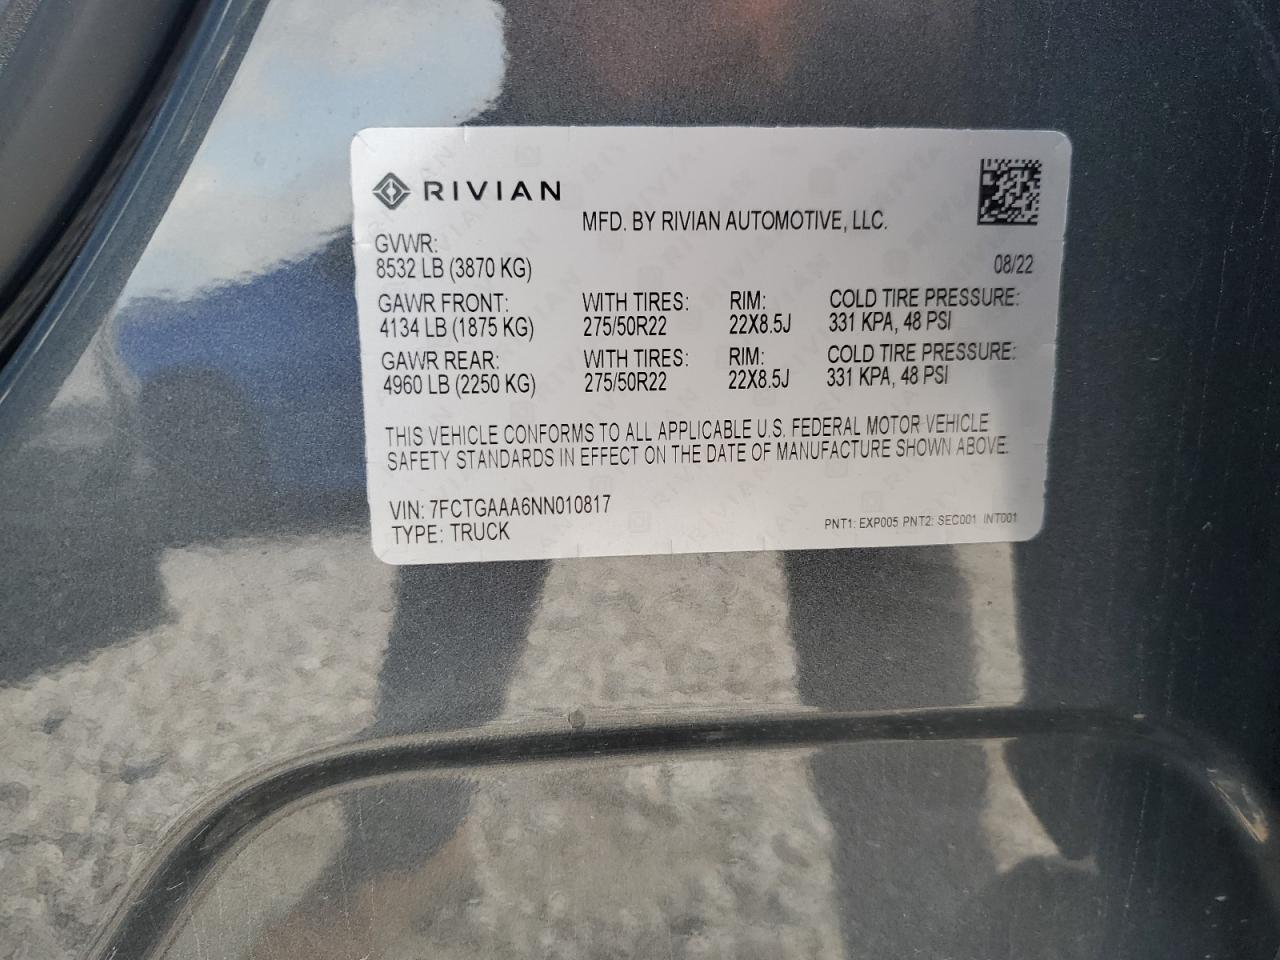 RIVIAN
MFD. BY RIVIAN AUTOMOTIVE, LLC.
GVWR:
8532 LB (3870 KG)
08/22
GAWR FRONT: WITH TIRES: RIM: COLD TIRE PRESSURE:
4134 LB (1875 KG) 275/50R22 22X8.5J 331 KPA, 48 PSI
GAWR REAR: WITH TIRES: RIM: COLD TIRE PRESSURE:
4960 LB (2250 KG) 275/50R22 22X8.5J 331 KPA, 48 PSI
THIS VEHICLE CONFORMS TO ALL APPLICABLE U.S. FEDERAL MOTOR VEHICLE
SAFETY STANDARDS IN EFFECT ON THE DATE OF MANUFACTURE SHOWN ABOVE.
VIN: 7FCTGAAA6NN010817
TYPE: TRUCK
PNT1: EXP005 PNT2: SEC001 INT001